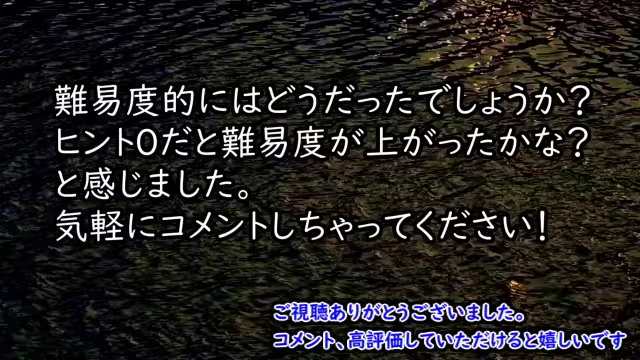 難易度的にはどうだったでしょうか？
ヒント0だと難易度が上がったかな？
と感じました。
気軽にコメントしちゃってください！
ご視聴ありがとうございました。
コメント、高評価していただけると嬉しいです